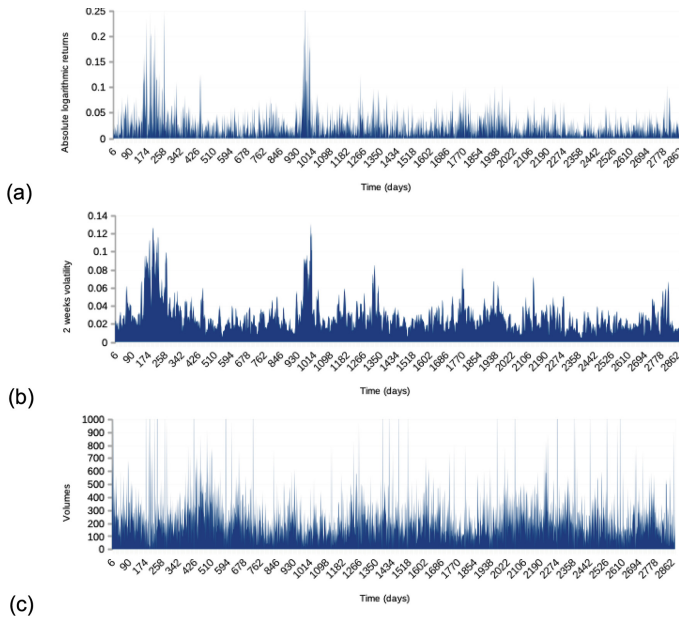 0.25
0.2
0.15
0.1
0.05
0
Absolute logarithmic returns
6 90 174 258 342 426 510 594 678 762 846 930 1014 1098 1182 1266 1350 1434 1518 1602 1686 1770 1854 1938 2022 2106 2190 2274 2358 2442 2526 2610 2694 2778 2862
Time (days)
(a)
0.14
0.12
0.1
0.08
0.06
0.04
0.02
0
2 weeks volatility
6 90 174 258 342 426 510 594 678 762 846 930 1014 1098 1182 1266 1350 1434 1518 1602 1686 1770 1854 1938 2022 2106 2190 2274 2358 2442 2526 2610 2694 2778 2862
Time (days)
(b)
1000
900
800
700
600
500
400
300
200
100
0
Volumes
6 90 174 258 342 426 510 594 678 762 846 930 1014 1098 1182 1266 1350 1434 1518 1602 1686 1770 1854 1938 2022 2106 2190 2274 2358 2442 2526 2610 2694 2778 2862
Time (days)
(c)